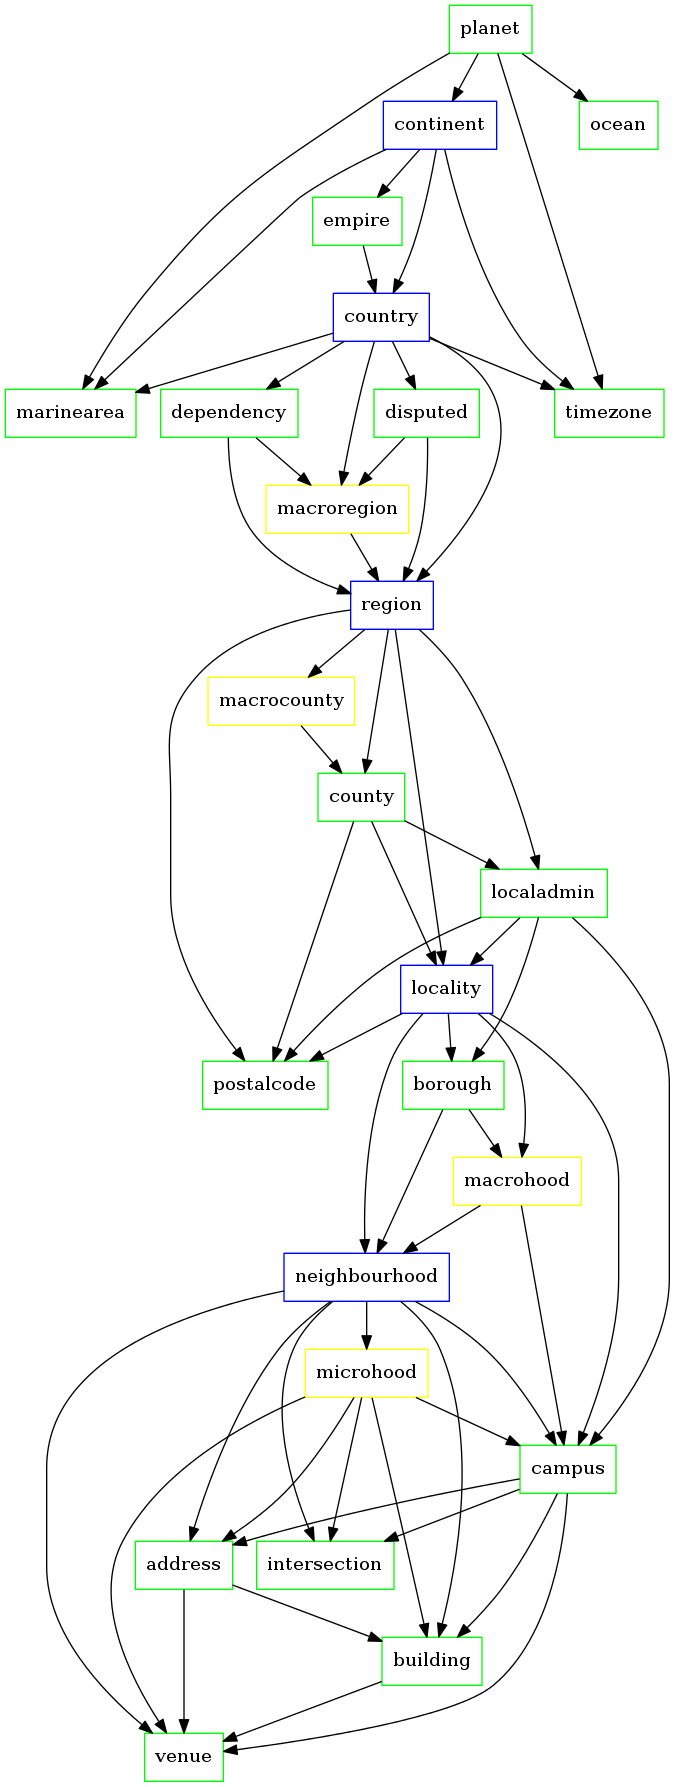 planet
continent
ocean
empire
country
marinearea
dependency
disputed
timezone
macroregion
region
macrocounty
county
localadmin
locality
postalcode
borough
macrohood
neighbourhood
microhood
campus
address
intersection
building
venue